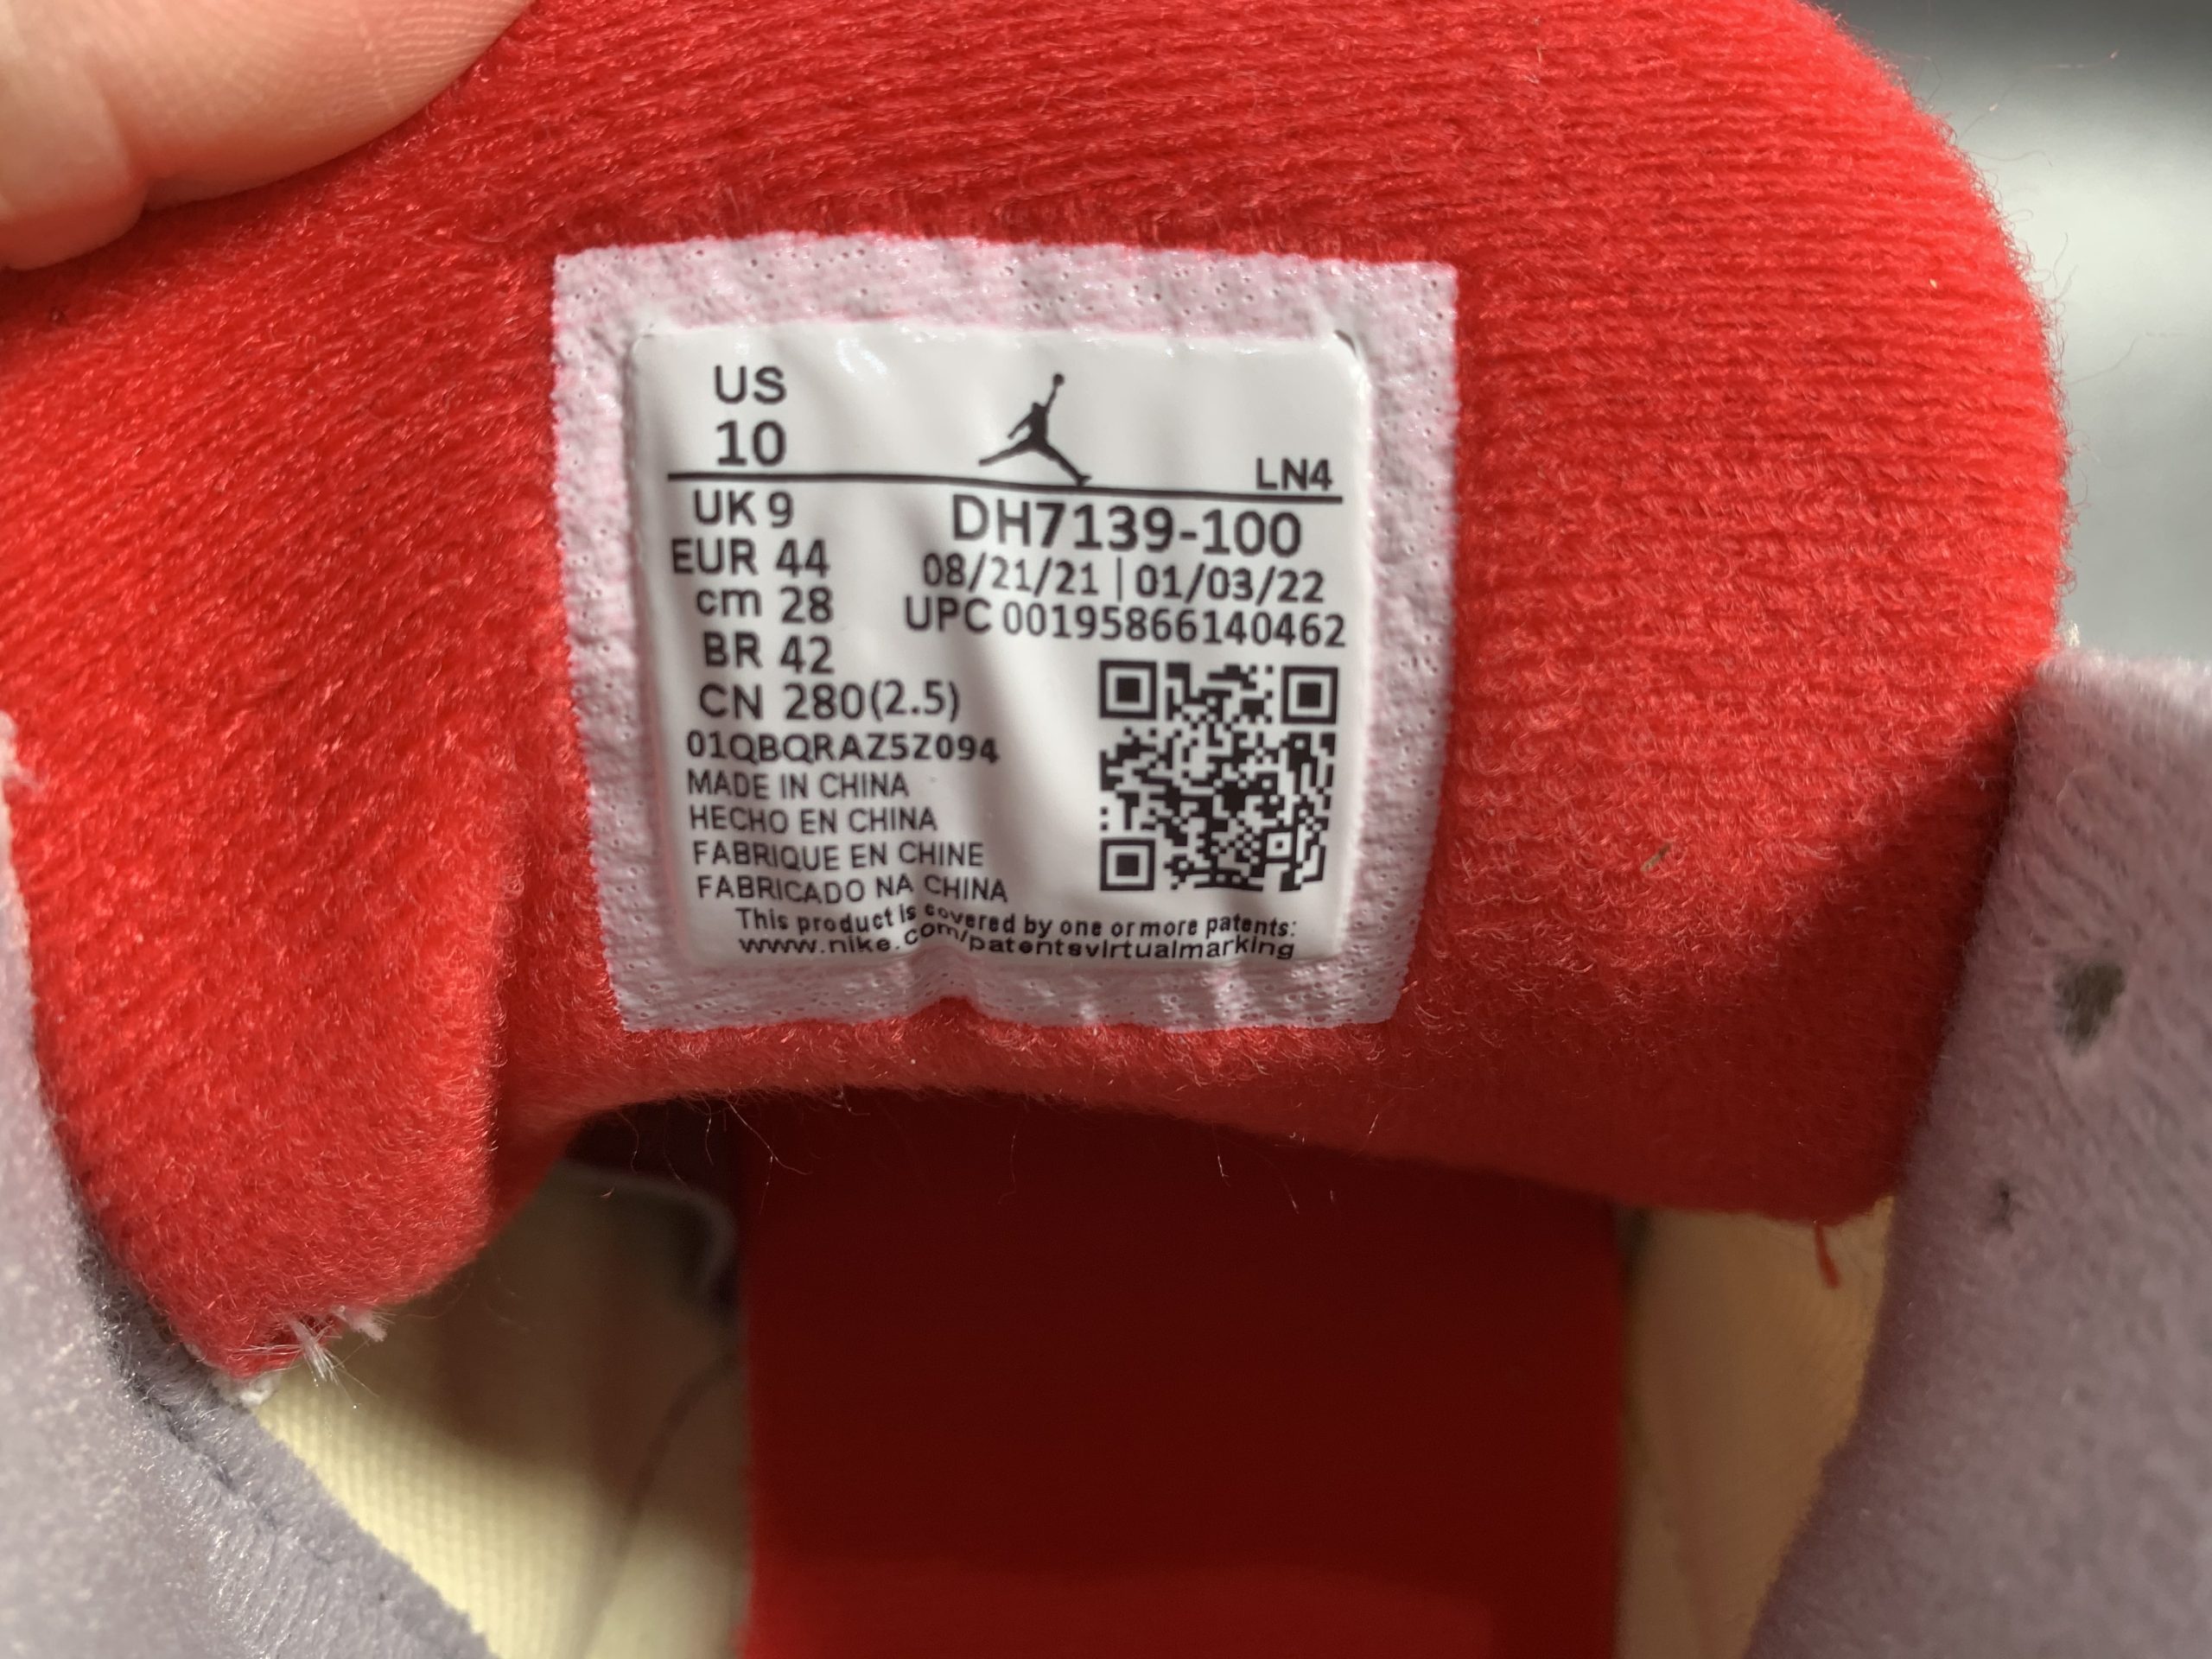 US
10
LN4
UK 9
DH7139-100
EUR 44
08/21/21 | 01/03/22
cm 28
UPC 00195866140462
BR 42
CN 280(2.5)
01QBQRAZ5Z094
MADE IN CHINA
HECHO EN CHINA
FABRIQUE EN CHINE
FABRICADO NA CHINA
This product is covered by one or more patents:
www.nike.com/patentsvirtualmarking